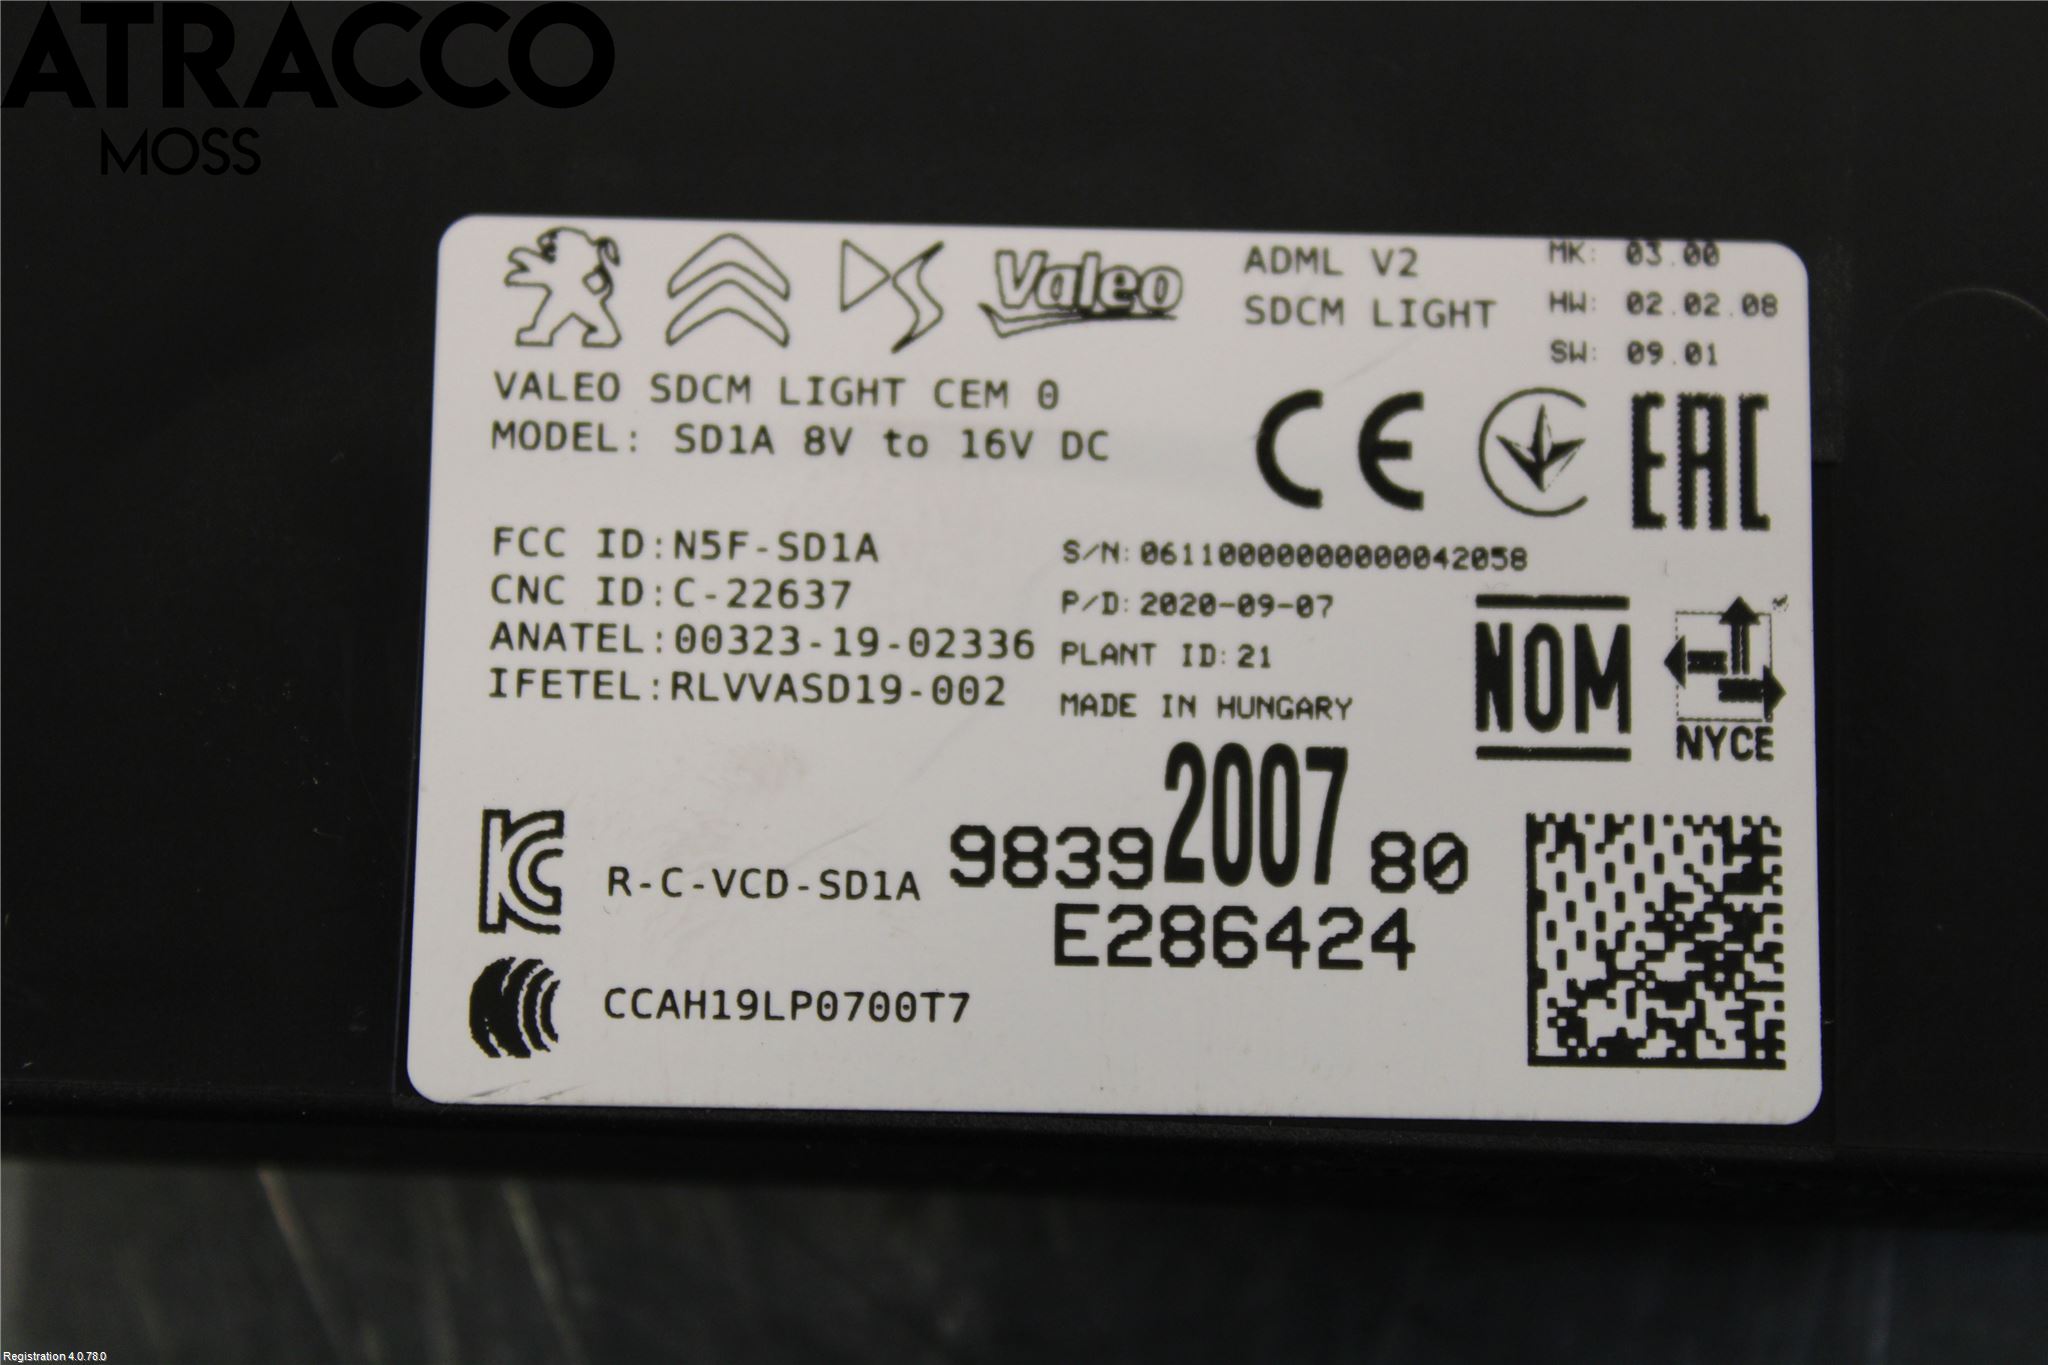 ATRACCO
MOSS
DS
Valeo
ADML V2
SDCM LIGHT
MK: 03.00
HW: 02.02.08
SW: 09.01
VALEO SDCM LIGHT CEM 0
MODEL: SD1A 8V to 16V DC
CE
EAC
FCC ID:N5F-SD1A
CNC ID:C-22637
ANATEL:00323-19-02336
IFETEL:RLVVASD19-002
S/N:06110000000000042058
P/D:2020-09-07
PLANT ID:21
MADE IN HUNGARY
NOM
NYCE
KC
R-C-VCD-SD1A
9839200780
E286424
CCAH19LP0700T7
Registration 4.0.78.0